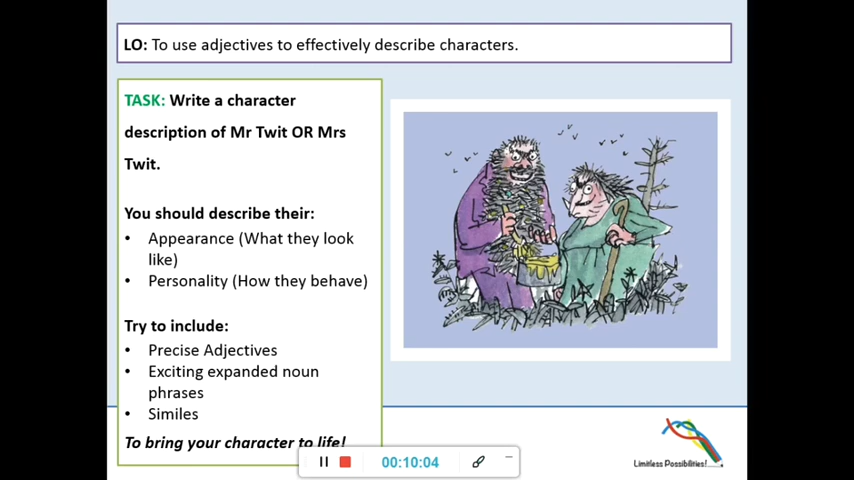 LO: To use adjectives to effectively describe characters.
TASK: Write a character
description of Mr Twit OR Mrs
Twit.
You should describe their:
• Appearance (What they look
like)
• Personality (How they behave)
Try to include:
• Precise Adjectives
• Exciting expanded noun
phrases
• Similes
To bring your character to life!
00:10:04
Limitless Possibilities!